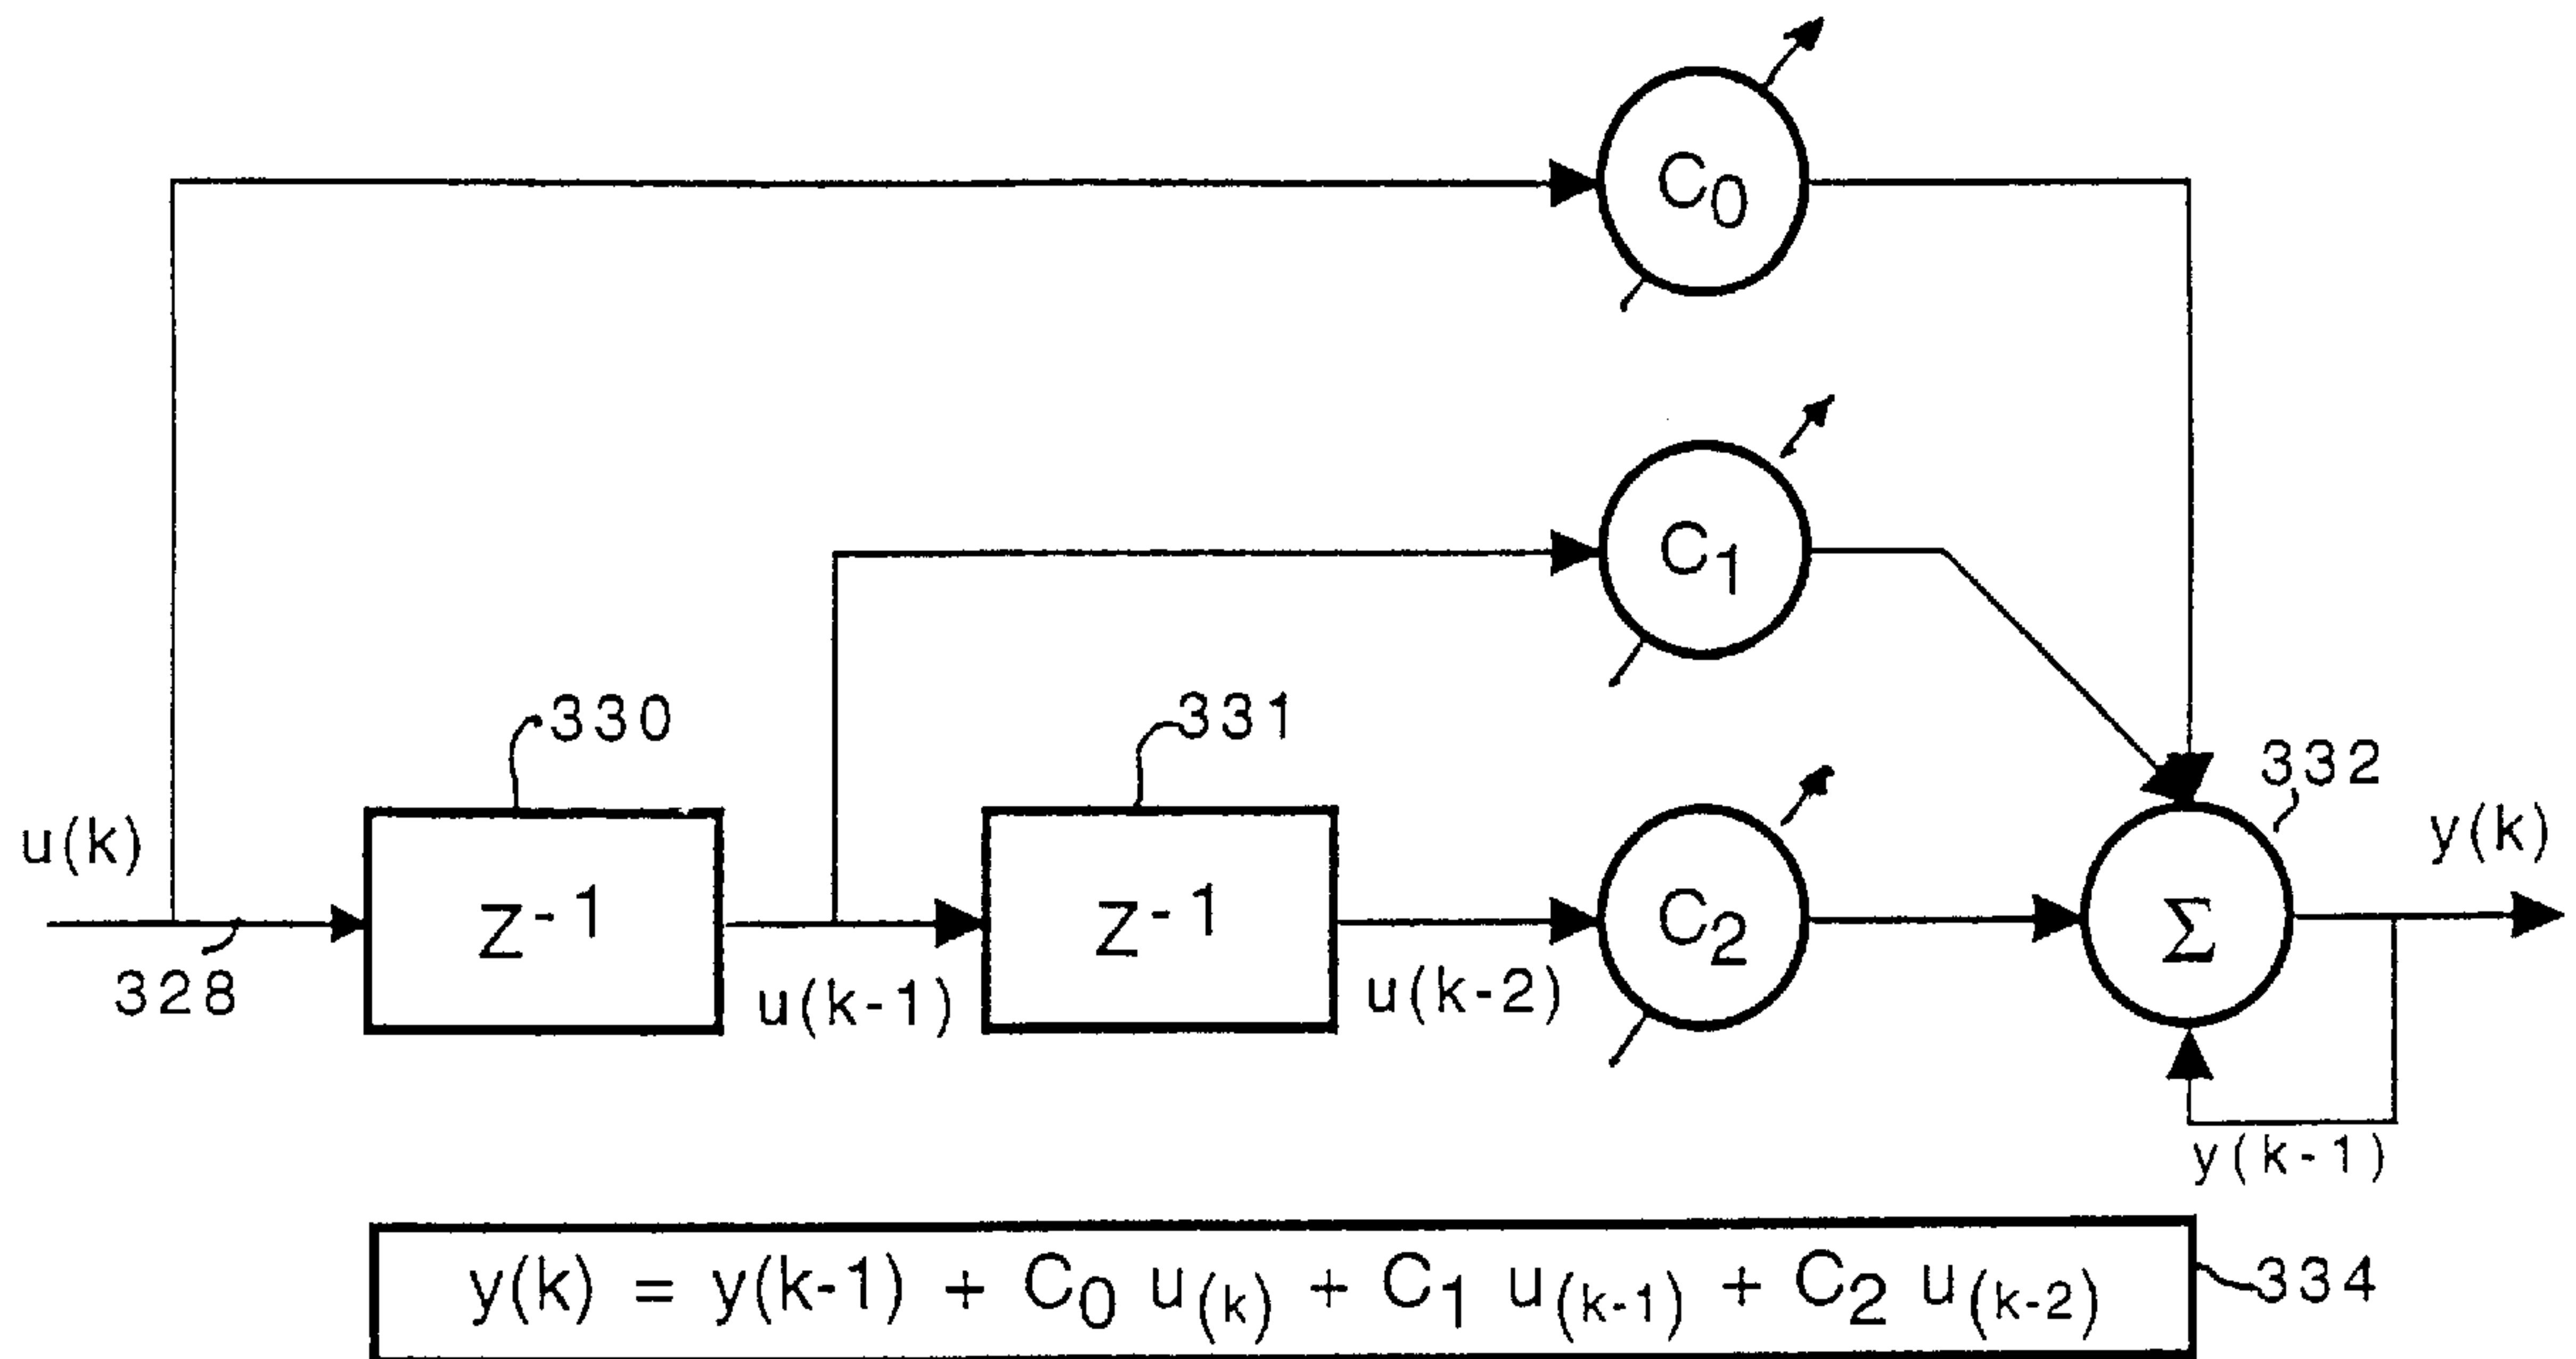 C₀
C₁
330
331
332
u(k)
Z⁻¹
Z⁻¹
C₂
Σ
y(k)
328
u(k-1)
u(k-2)
y(k-1)
y(k) = y(k-1) + C₀ u₍ₖ₎ + C₁ u₍ₖ₋₁₎ + C₂ u₍ₖ₋₂₎
334